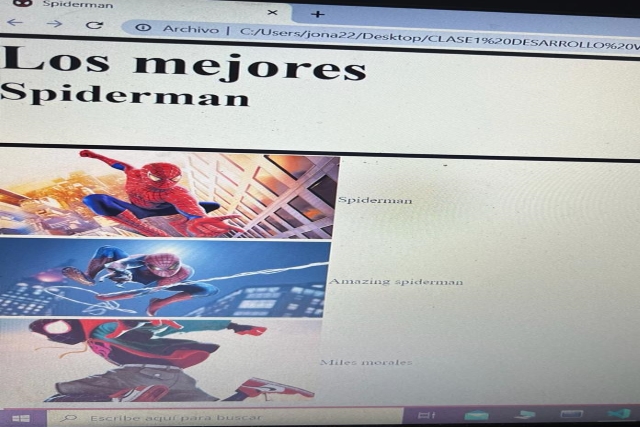 Spiderman
Archivo | C:/Users/jona22/Desktop/CLASE1%20DESARROLLO%20
Los mejores
Spiderman
Spiderman
Amazing spiderman
Miles morales
Escribe aquí para buscar